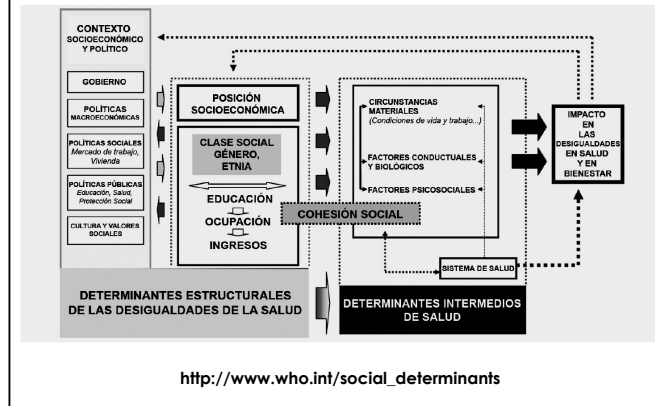 CONTEXTO
SOCIOECONÓMICO
Y POLÍTICO
GOBIERNO
POLÍTICAS
MACROECONÓMICAS
POLÍTICAS SOCIALES
Mercado de trabajo,
Vivienda
POLÍTICAS PÚBLICAS
Educación, Salud,
Protección Social
CULTURA Y VALORES
SOCIALES
POSICIÓN
SOCIOECONÓMICA
CLASE SOCIAL
GÉNERO,
ETNIA
EDUCACIÓN
OCUPACIÓN
INGRESOS
COHESIÓN SOCIAL
CIRCUNSTANCIAS
MATERIALES
(Condiciones de vida y trabajo...)
FACTORES CONDUCTUALES
Y BIOLÓGICOS
FACTORES PSICOSOCIALES
SISTEMA DE SALUD
IMPACTO
EN
LAS
DESIGUALDADES
EN SALUD
Y EN
BIENESTAR
DETERMINANTES ESTRUCTURALES
DE LAS DESIGUALDADES DE LA SALUD
DETERMINANTES INTERMEDIOS
DE SALUD
http://www.who.int/social_determinants